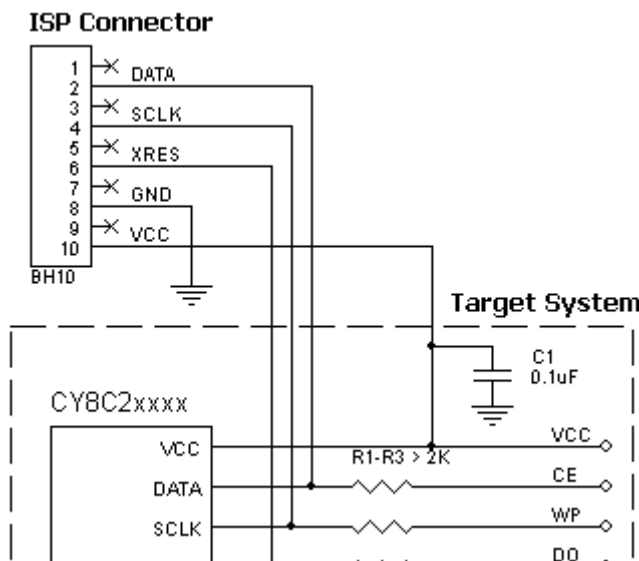 ISP Connector
1
DATA
2
3
SCLK
4
5
XRES
6
7
GND
8
9
VCC
10
BH10
Target System
C1
0.1uF
CY8C2xxxx
VCC
R1-R3 > 2K
VCC
DATA
CE
SCLK
WP
DO